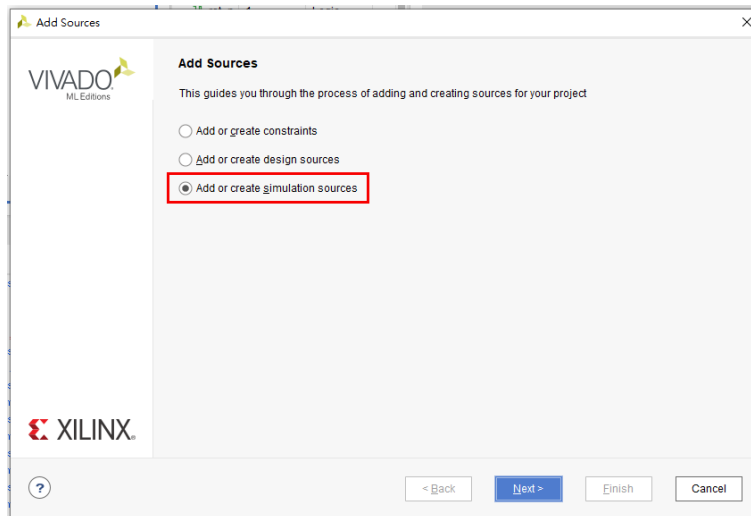 Add Sources
VIVADO
ML Editions
Add Sources
This guides you through the process of adding and creating sources for your project
Add or create constraints
Add or create design sources
Add or create simulation sources
XILINX
?
< Back
Next >
Finish
Cancel